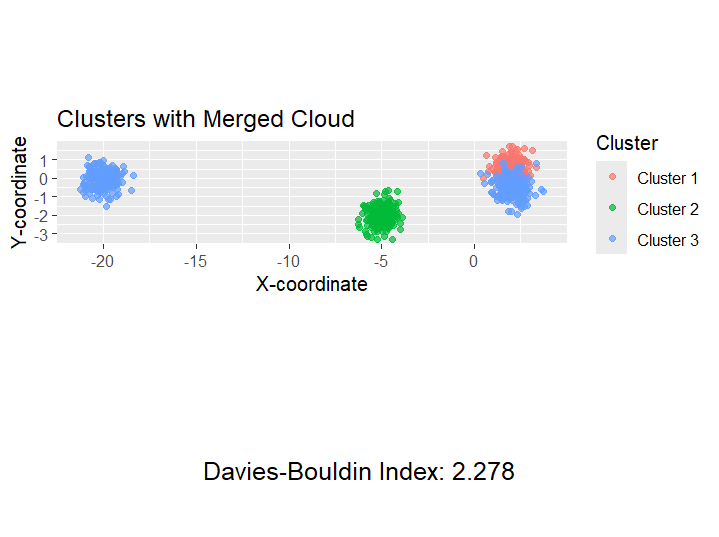 Clusters with Merged Cloud
Y-coordinate
1
0
-1
-2
-3
-20
-15
-10
-5
0
X-coordinate
Cluster
Cluster 1
Cluster 2
Cluster 3
Davies-Bouldin Index: 2.278